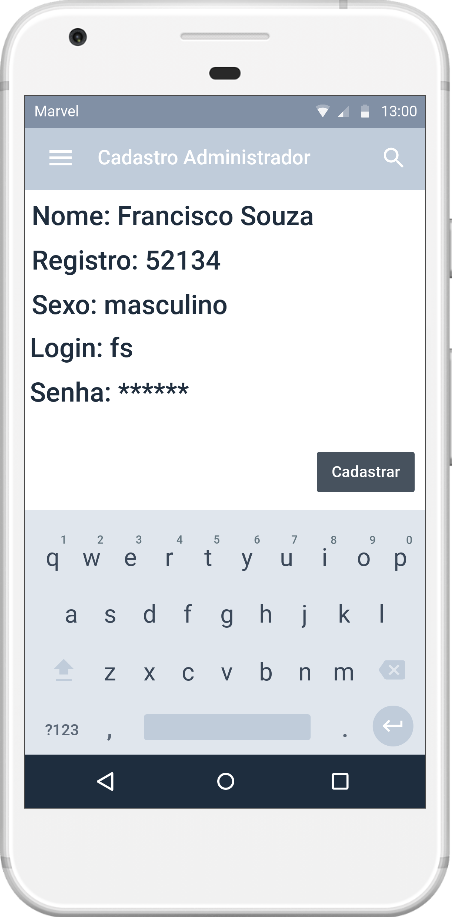 Marvel 13:00
Cadastro Administrador
Nome: Francisco Souza
Registro: 52134
Sexo: masculino
Login: fs
Senha: ******
Cadastrar
1 2 3 4 5 6 7 8 9 0
q w e r t y u i o p
a s d f g h j k l
z x c v b n m
?123 , .